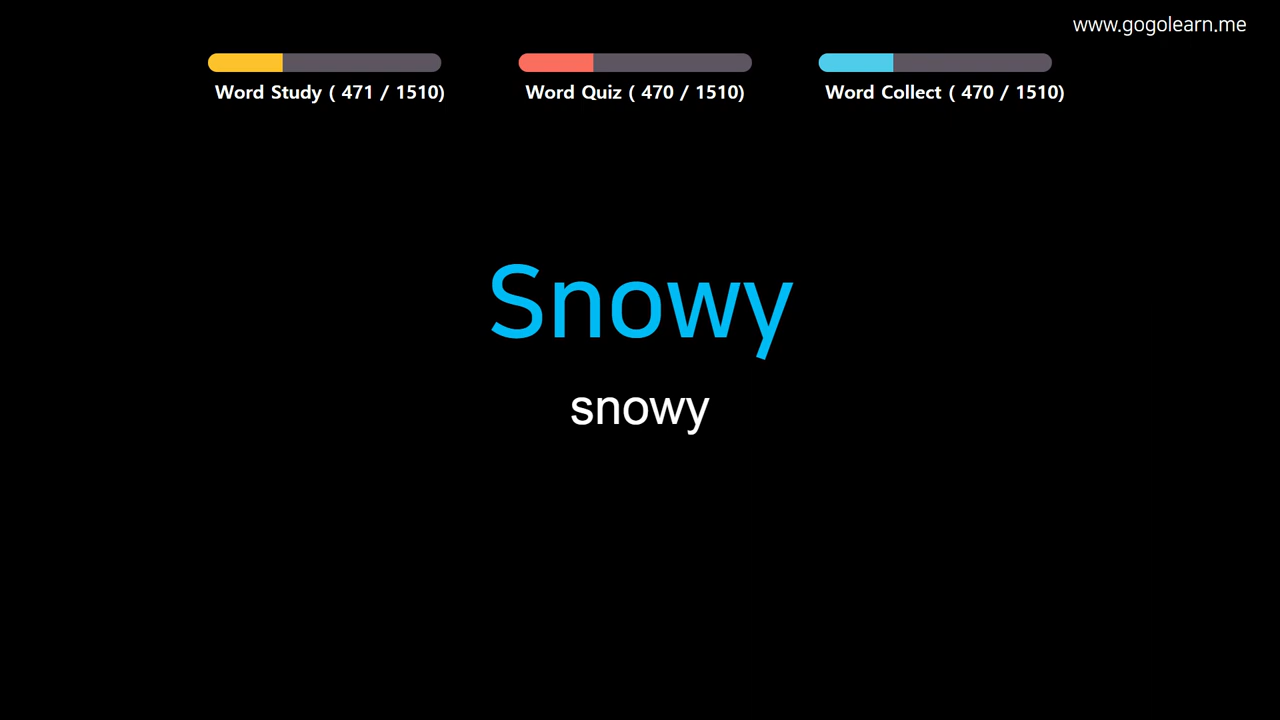 www.gogolearn.me
Word Study ( 471 / 1510)
Word Quiz ( 470 / 1510)
Word Collect ( 470 / 1510)
Snowy
snowy